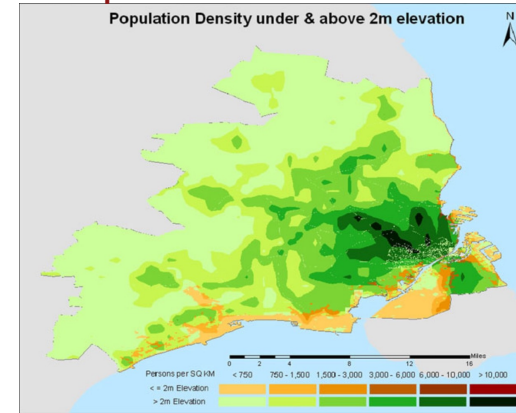 Population Density under & above 2m elevation
N
Miles
0 2 4 8 12 16
Persons per SQ KM < 750 750 - 1,500 1,500 - 3,000 3,000 - 6,000 6,000 - 10,000 > 10,000
< = 2m Elevation
> 2m Elevation